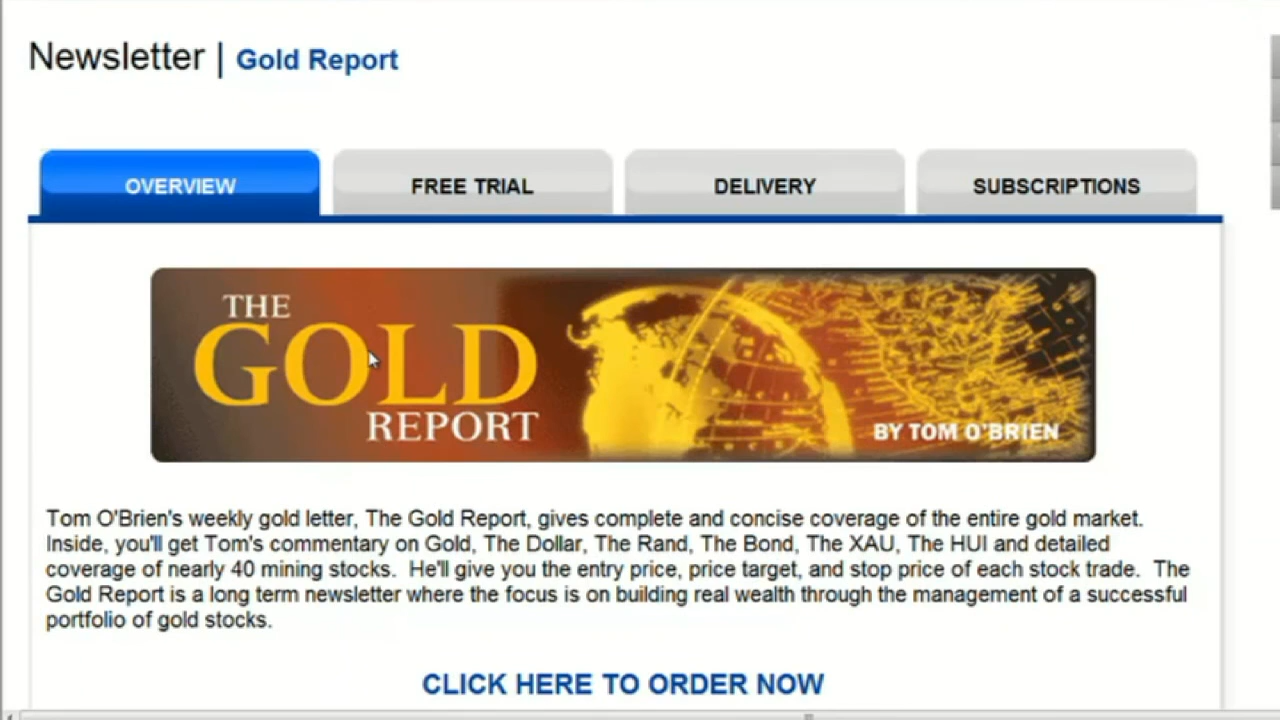 Newsletter | Gold Report
OVERVIEW
FREE TRIAL
DELIVERY
SUBSCRIPTIONS
THE
GOLD
REPORT
BY TOM O'BRIEN
Tom O'Brien's weekly gold letter, The Gold Report, gives complete and concise coverage of the entire gold market.
Inside, you'll get Tom's commentary on Gold, The Dollar, The Rand, The Bond, The XAU, The HUI and detailed
coverage of nearly 40 mining stocks.  He'll give you the entry price, price target, and stop price of each stock trade.  The
Gold Report is a long term newsletter where the focus is on building real wealth through the management of a successful
portfolio of gold stocks.
CLICK HERE TO ORDER NOW